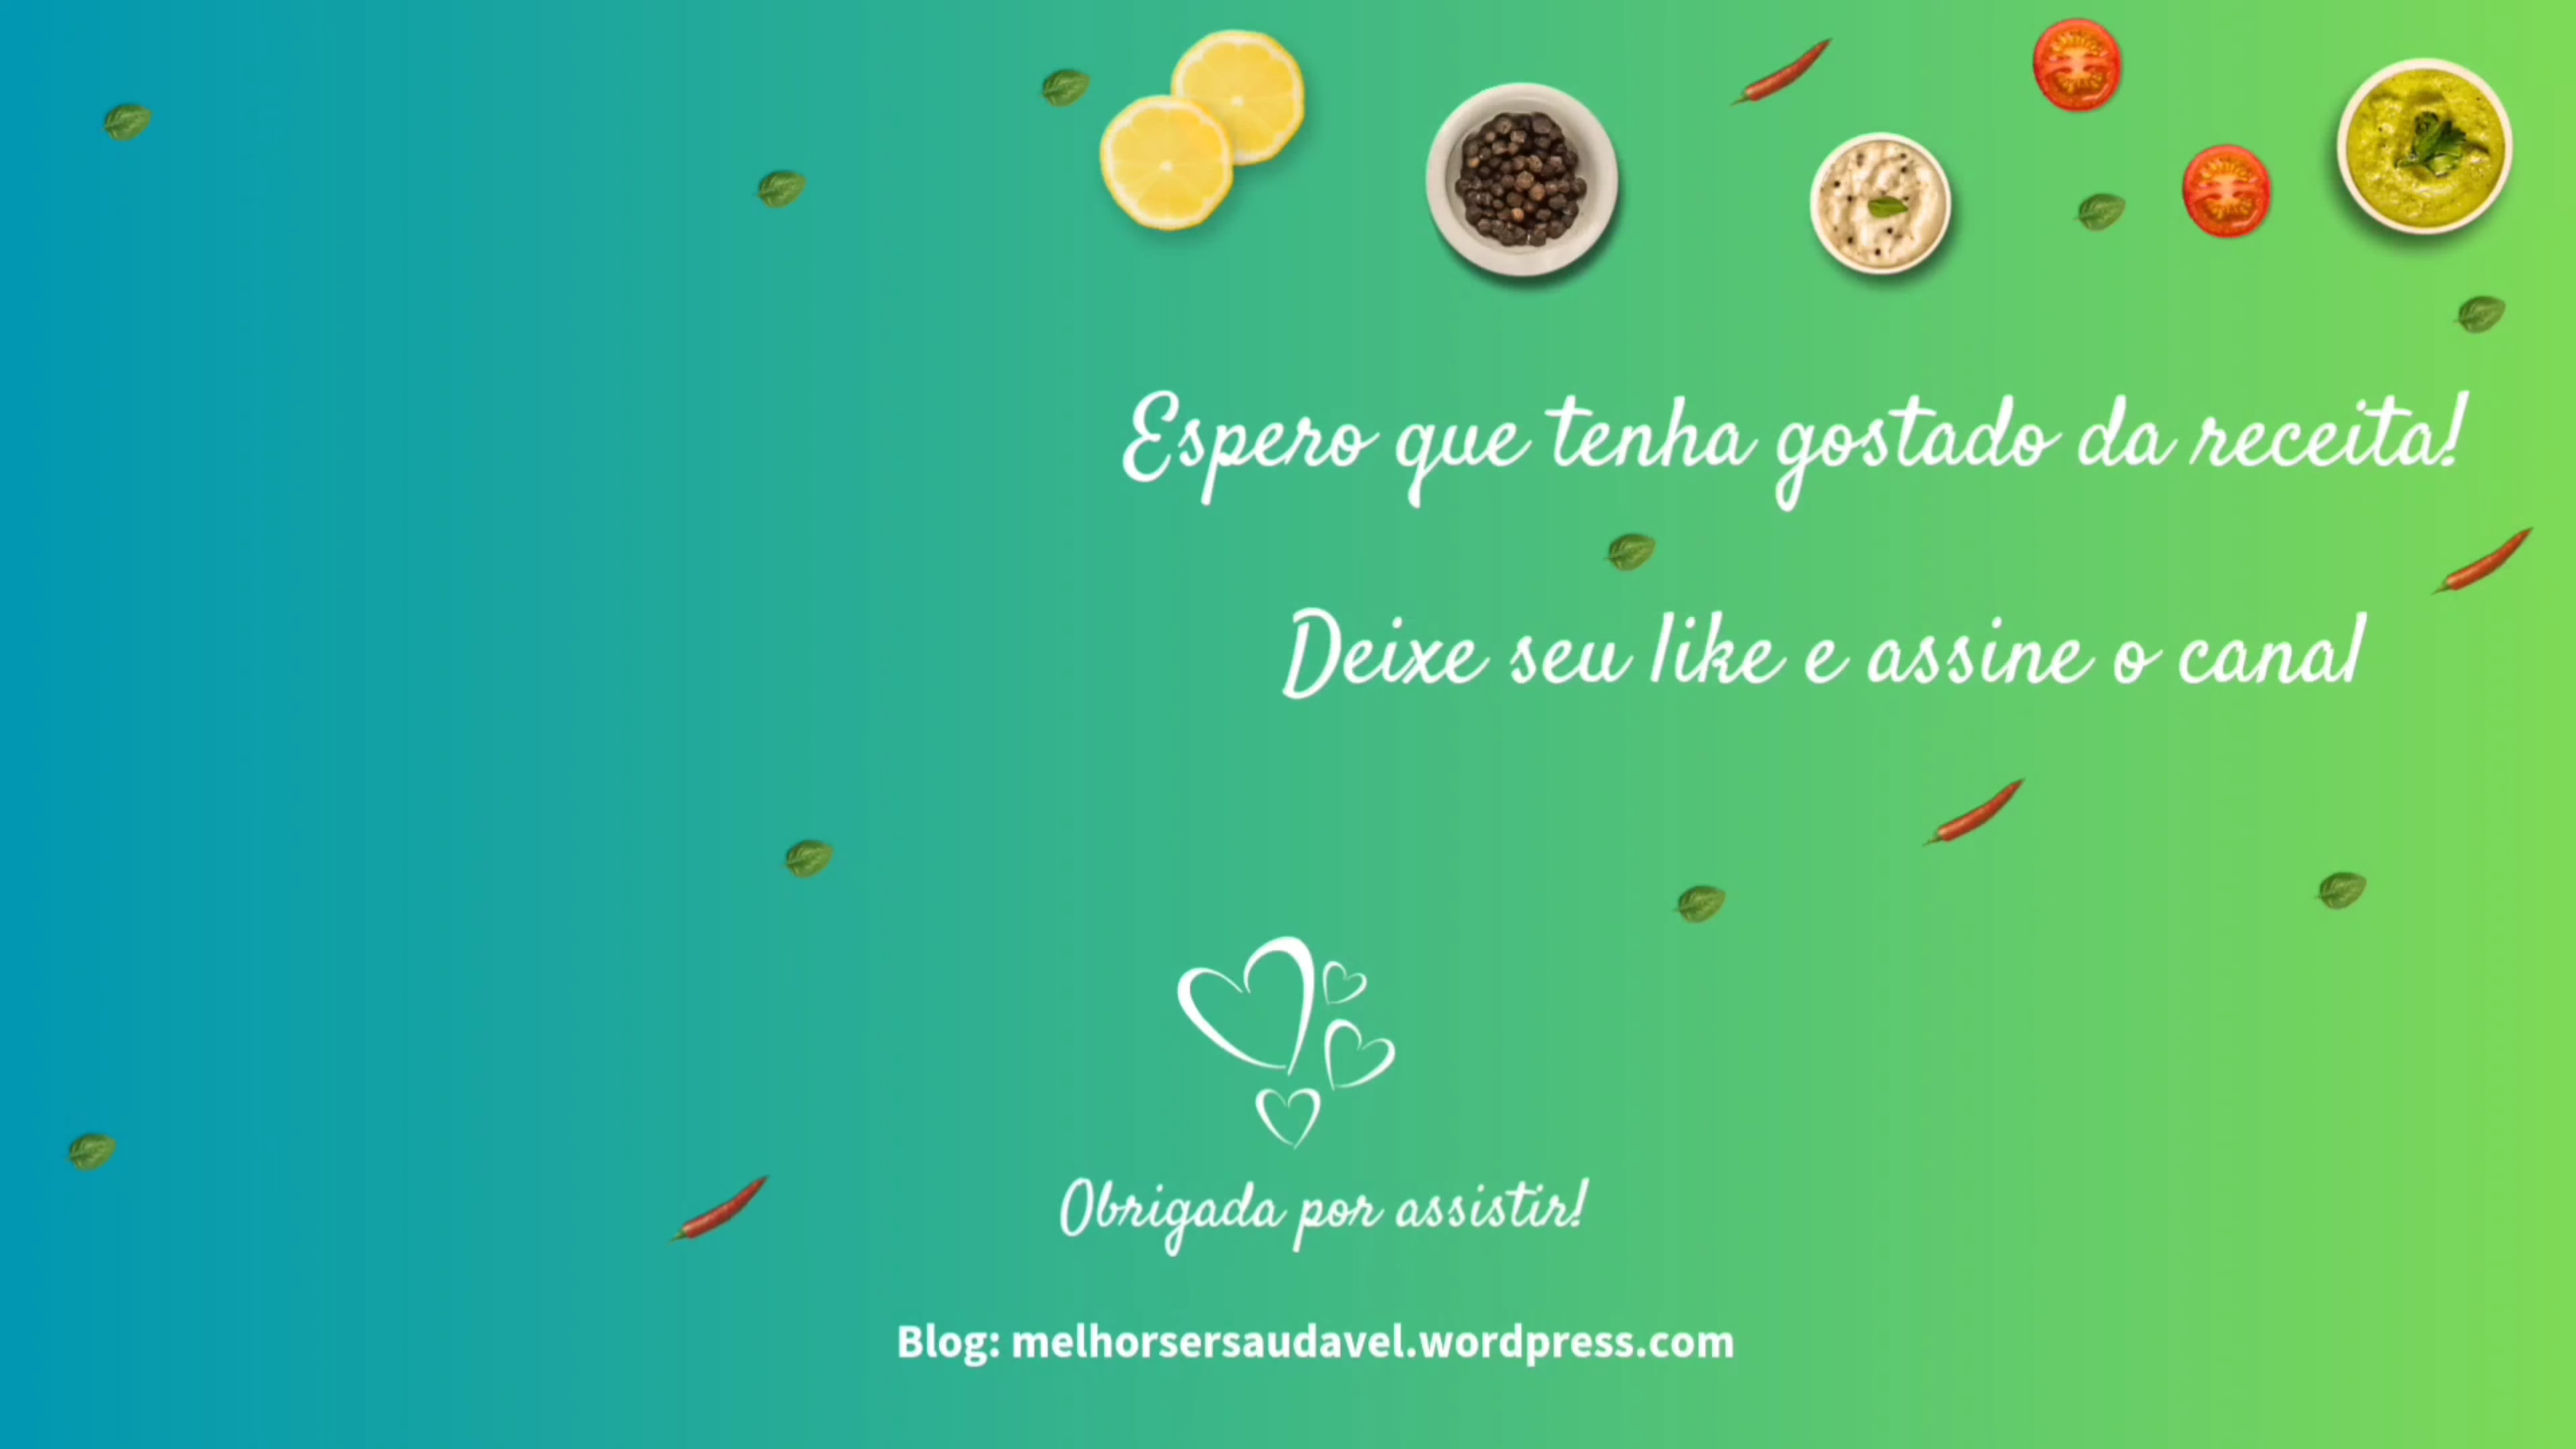 Espero que tenha gostado da receita!
Deixe seu like e assine o canal
Obrigada por assistir!
Blog: melhorsersaudavel.wordpress.com